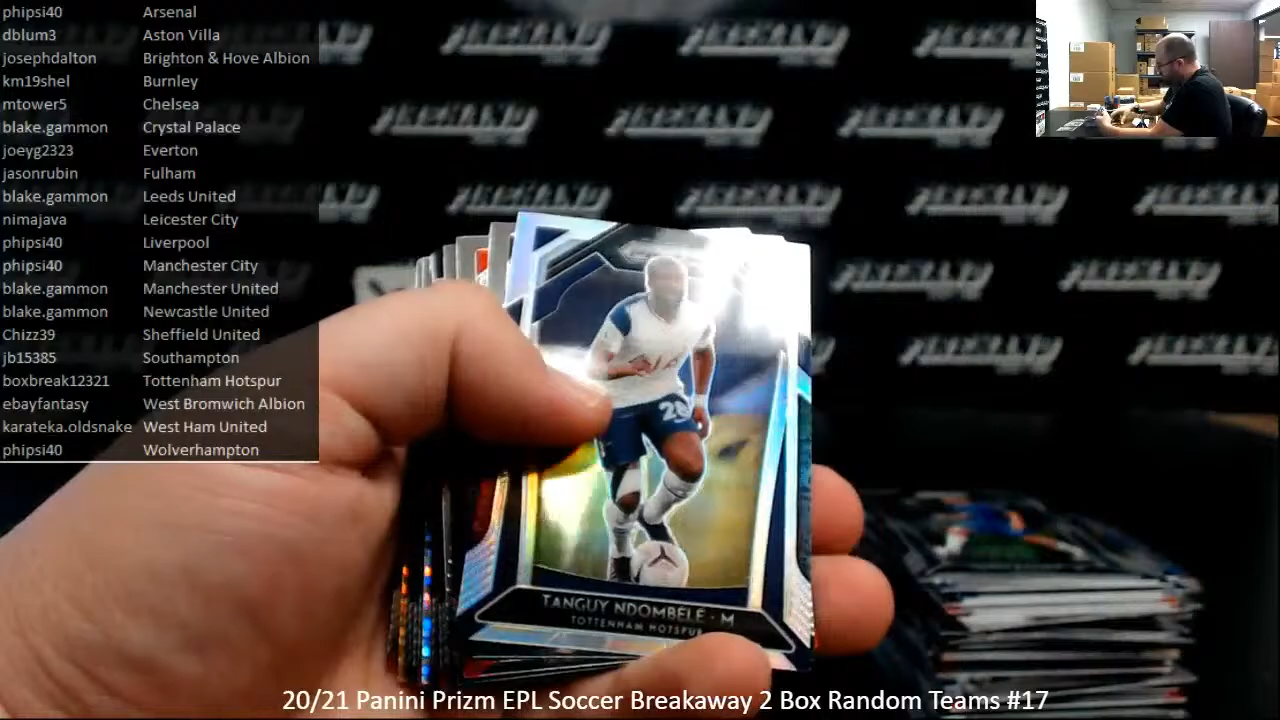 phipsi40 Arsenal
dblum3 Aston Villa
josephdalton Brighton & Hove Albion
km19shel Burnley
mtower5 Chelsea
blake.gammon Crystal Palace
joeyg2323 Everton
jasonrubin Fulham
blake.gammon Leeds United
nimajava Leicester City
phipsi40 Liverpool
phipsi40 Manchester City
blake.gammon Manchester United
blake.gammon Newcastle United
Chizz39 Sheffield United
jb15385 Southampton
boxbreak12321 Tottenham Hotspur
ebayfantasy West Bromwich Albion
karateka.oldsnake West Ham United
phipsi40 Wolverhampton
28
TANGUY NDOMBELE - M
TOTTENHAM HOTSPUR
20/21 Panini Prizm EPL Soccer Breakaway 2 Box Random Teams #17